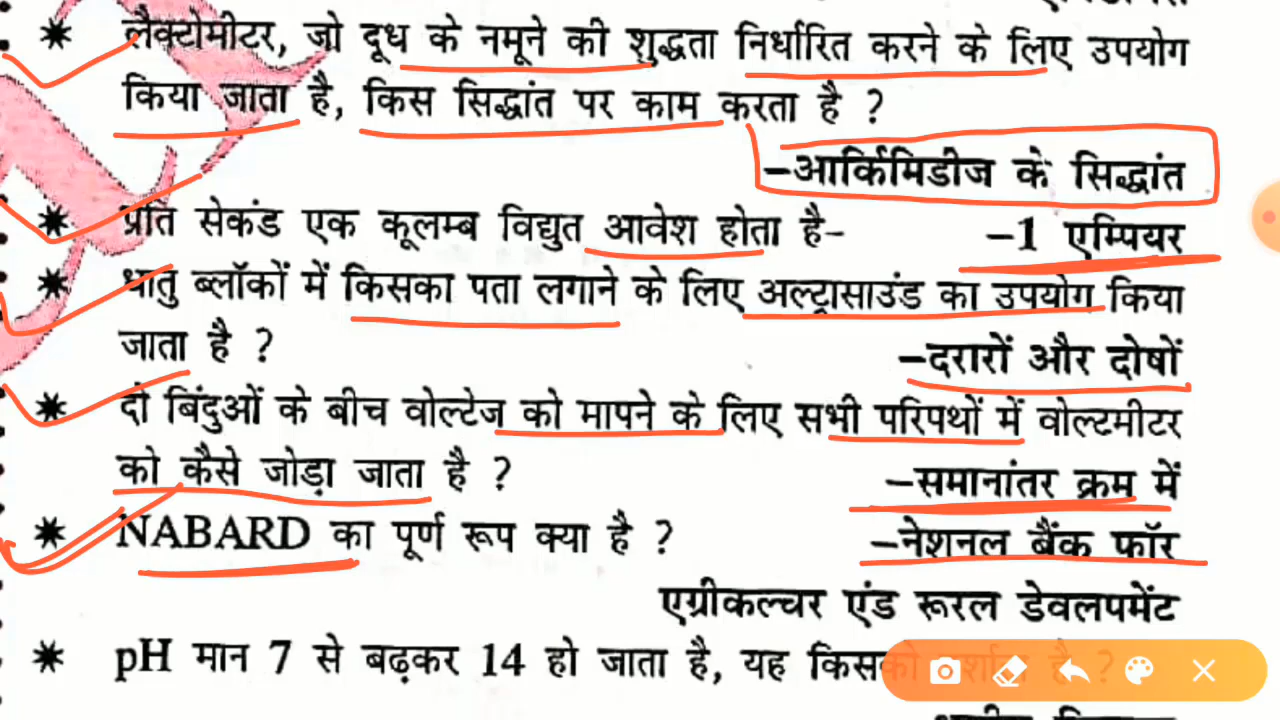 * लैक्टोमीटर, जो दूध के नमूने की शुद्धता निर्धारित करने के लिए उपयोग
किया जाता है, किस सिद्धांत पर काम करता है ?
–आर्किमिडीज के सिद्धांत
* प्रति सेकंड एक कूलम्ब विद्युत आवेश होता है–
–1 एम्पियर
* धातु ब्लॉकों में किसका पता लगाने के लिए अल्ट्रासाउंड का उपयोग किया
जाता है ?
–दरारों और दोषों
* दो बिंदुओं के बीच वोल्टेज को मापने के लिए सभी परिपथों में वोल्टमीटर
को कैसे जोड़ा जाता है ?
–समानांतर क्रम में
* NABARD का पूर्ण रूप क्या है ?
–नेशनल बैंक फॉर
एग्रीकल्चर एंड रूरल डेवलपमेंट
* pH मान 7 से बढ़कर 14 हो जाता है, यह किसको ?